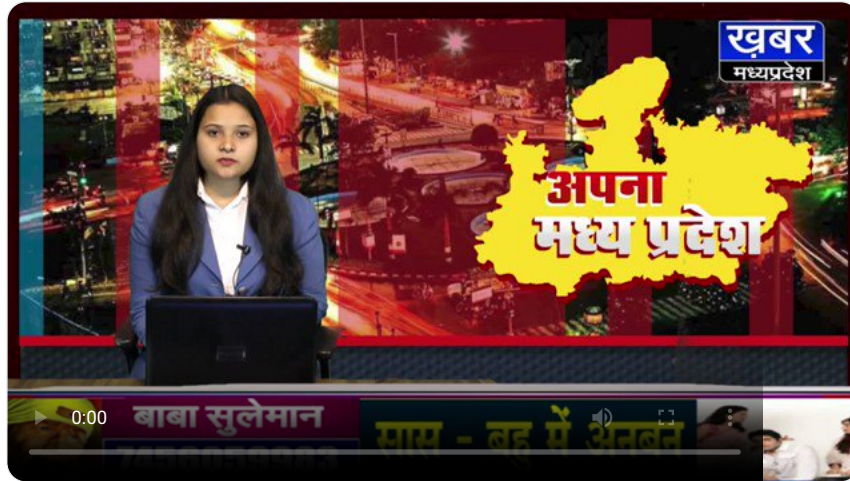 ख़बर
मध्यप्रदेश
अपना
मध्य प्रदेश
0:00
बाबा सुलेमान
सास - बहु में अनबन